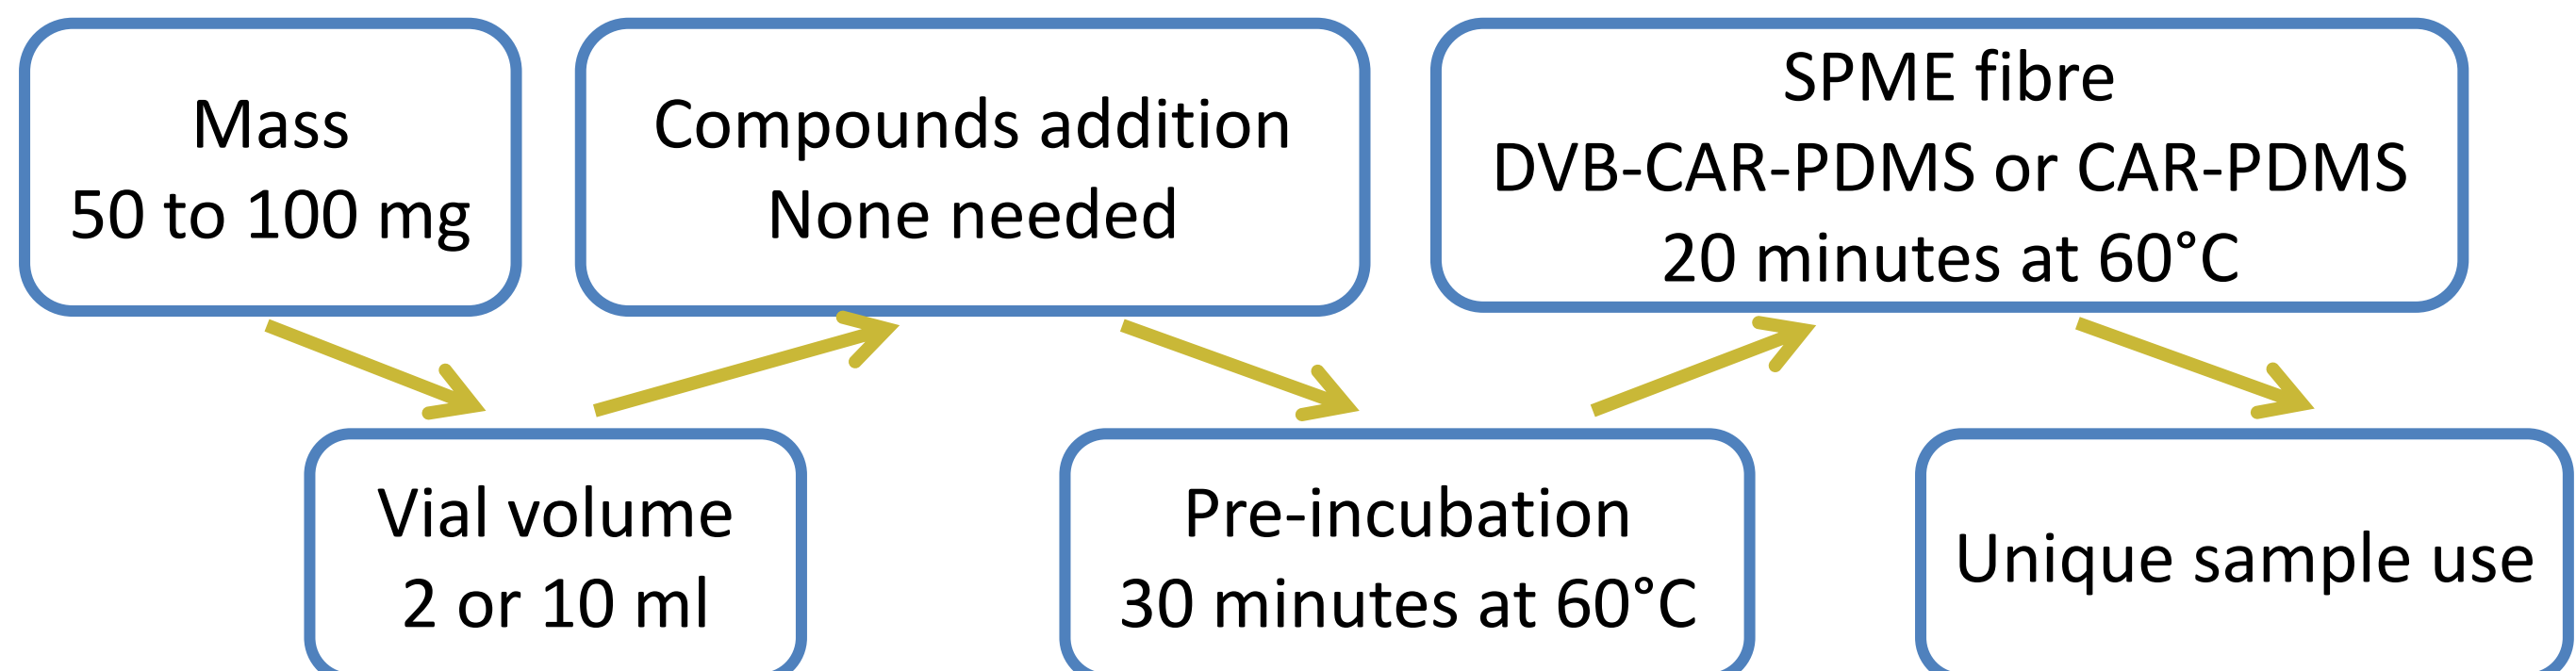 Mass
50 to 100 mg
Vial volume
2 or 10 ml
Compounds addition
None needed
Pre-incubation
30 minutes at 60°C
SPME fibre
DVB-CAR-PDMS or CAR-PDMS
20 minutes at 60°C
Unique sample use